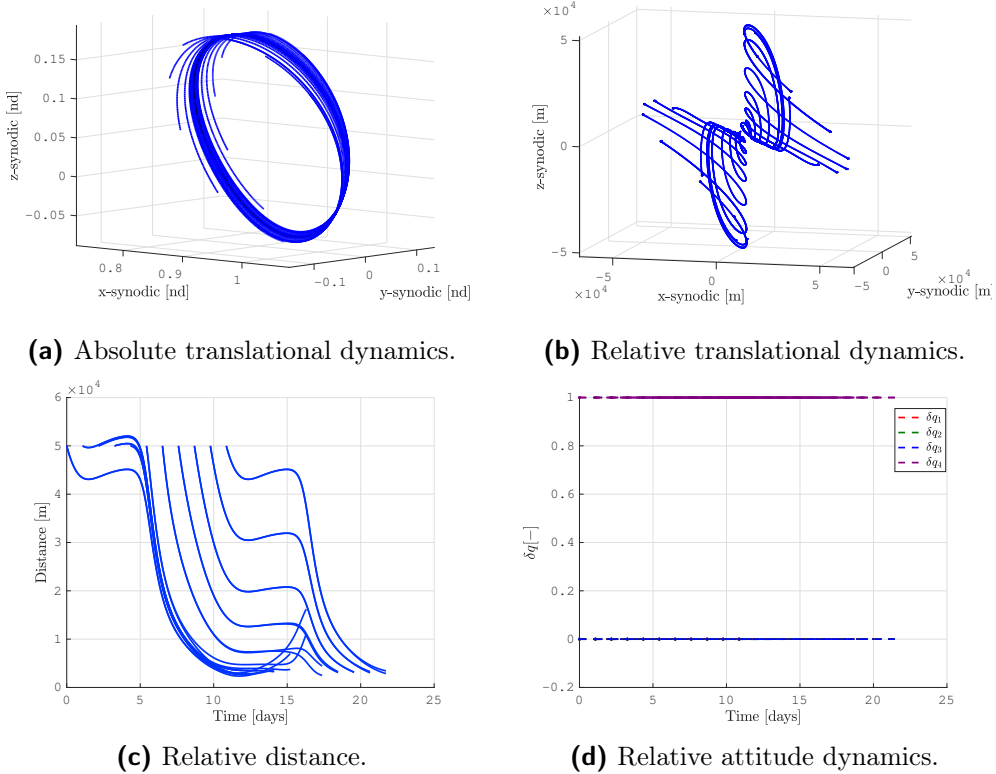 0.15
0.1
0.05
0
−0.05
z-synodic [nd]
0.8
0.9
1
x-synodic [nd]
−0.1
0
0.1
y-synodic [nd]
×10⁴
5
0
−5
z-synodic [m]
−5
0
5
×10⁴
x-synodic [m]
−5
0
5
×10⁴
y-synodic [m]
(a) Absolute translational dynamics.
(b) Relative translational dynamics.
×10⁴
6
5
4
3
2
1
0
Distance [m]
0 5 10 15 20 25
Time [days]
1
0.8
0.6
0.4
0.2
0
−0.2
δq[−]
δq₁
δq₂
δq₃
δq₄
0 5 10 15 20 25
Time [days]
(c) Relative distance.
(d) Relative attitude dynamics.